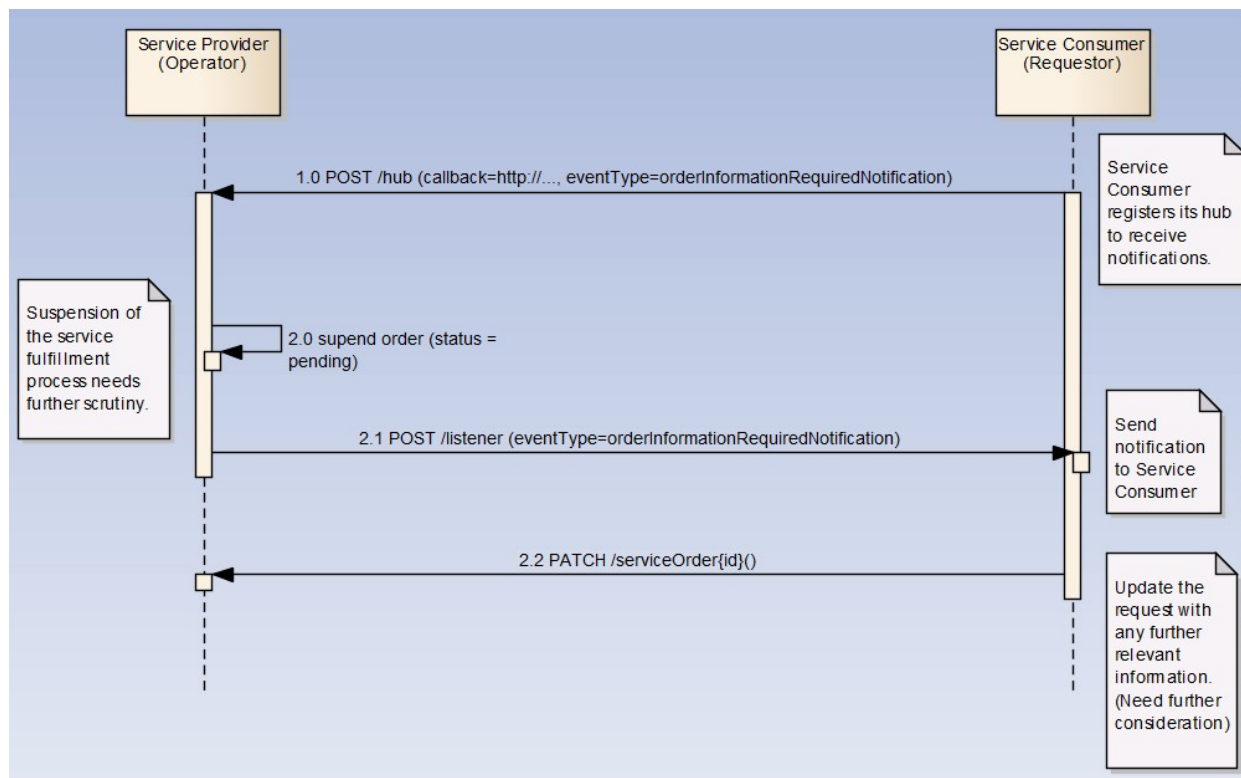 Service Provider
(Operator)
Service Consumer
(Requestor)
1.0 POST /hub (callback=http://..., eventType=orderInformationRequiredNotification)
Service
Consumer
registers its hub
to receive
notifications.
Suspension of
the service
fulfillment
process needs
further scrutiny.
2.0 supend order (status =
pending)
2.1 POST /listener (eventType=orderInformationRequiredNotification)
Send
notification
to Service
Consumer
2.2 PATCH /serviceOrder{id}()
Update the
request with
any further
relevant
information.
(Need further
consideration)